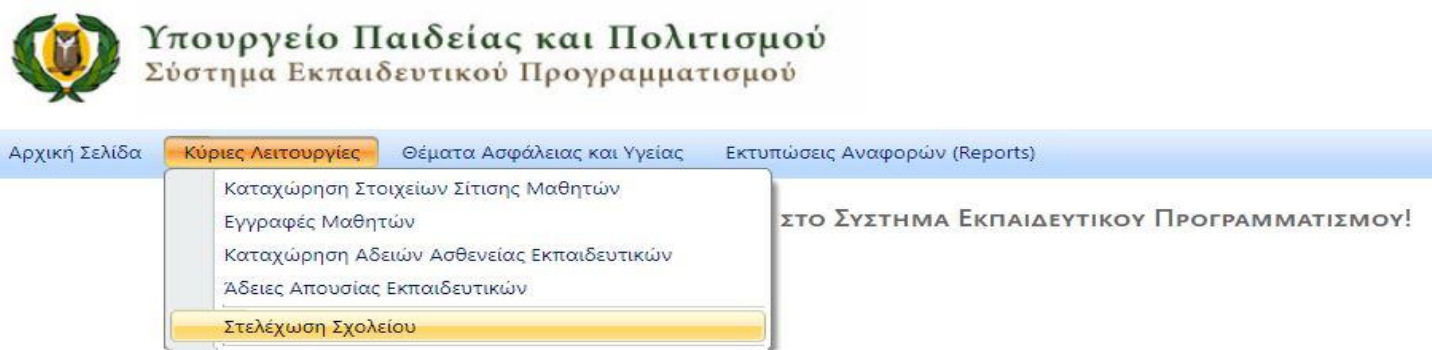 Υπουργείο Παιδείας και Πολιτισμού
Σύστημα Εκπαιδευτικού Προγραμματισμού
Αρχική Σελίδα Κύριες Λειτουργίες Θέματα Ασφάλειας και Υγείας Εκτυπώσεις Αναφορών (Reports)
Καταχώρηση Στοιχείων Σίτισης Μαθητών
στο Συστημα Εκπαιδευτικου Προγραμματισμου!
Εγγραφές Μαθητών
Καταχώρηση Αδειών Ασθενείας Εκπαιδευτικών
Άδειες Απουσίας Εκπαιδευτικών
Στελέχωση Σχολείου